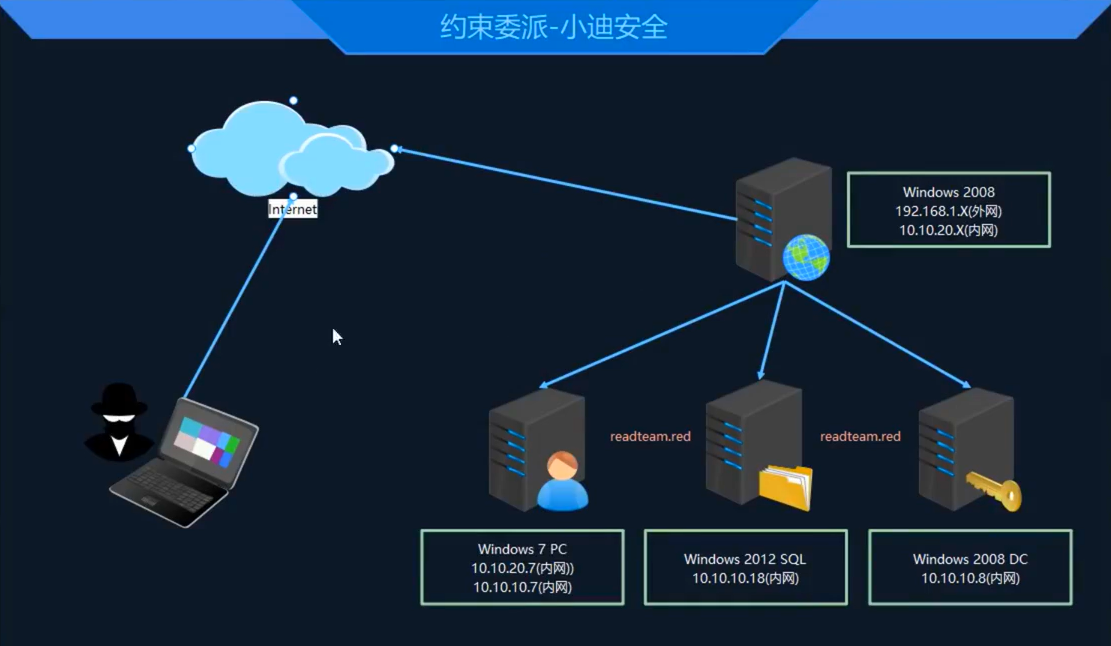 约束委派-小迪安全
Internet
Windows 2008
192.168.1.X(外网)
10.10.20.X(内网)
readteam.red
readteam.red
Windows 7 PC
10.10.20.7(内网))
10.10.10.7(内网)
Windows 2012 SQL
10.10.10.18(内网)
Windows 2008 DC
10.10.10.8(内网)